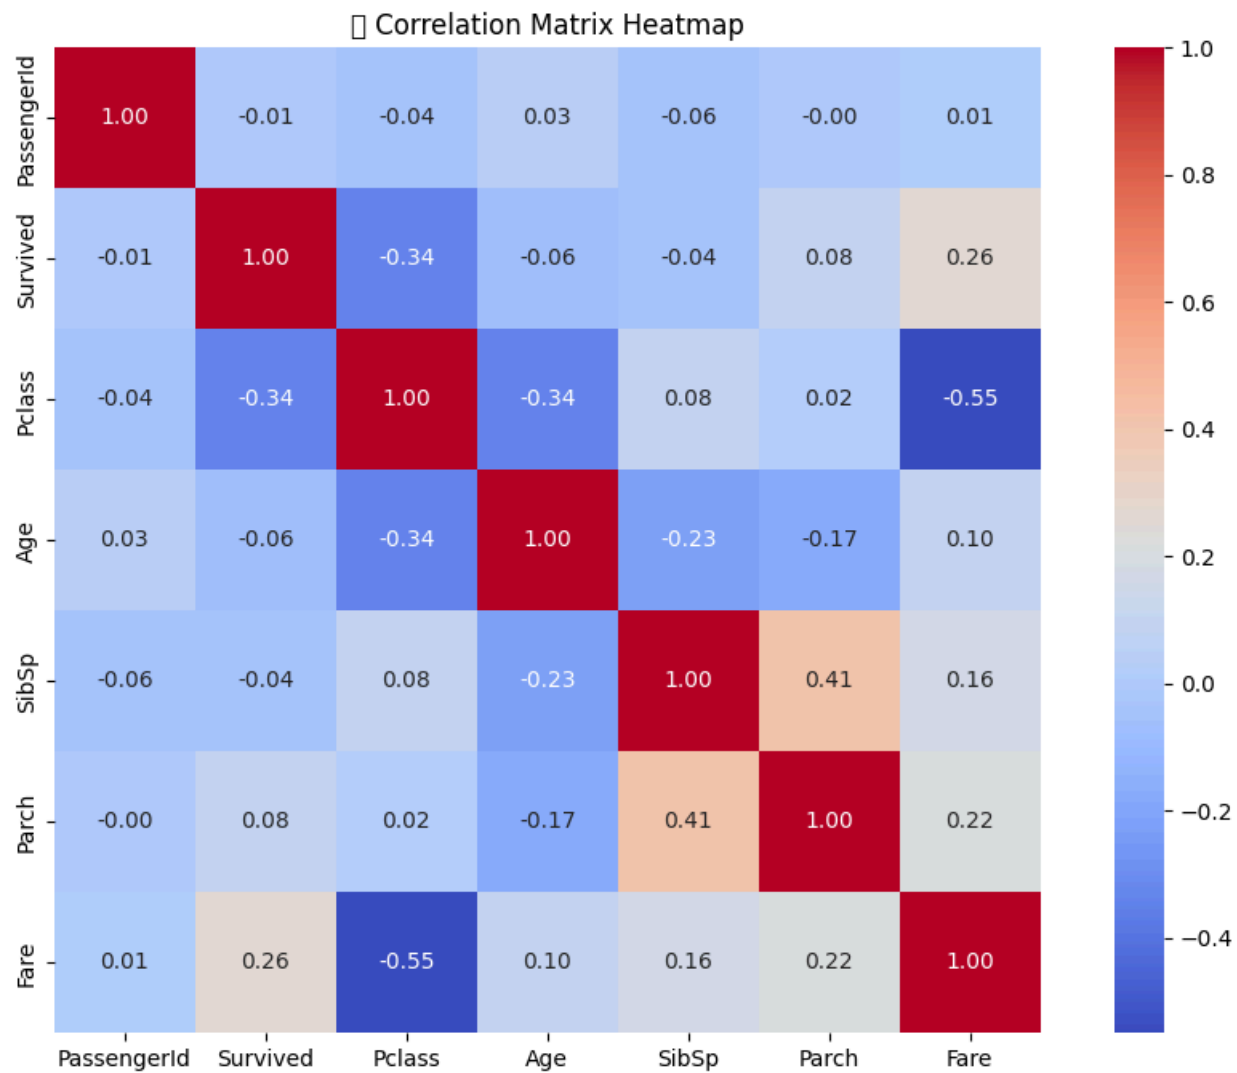 ▯ Correlation Matrix Heatmap
PassengerId 1.00 -0.01 -0.04 0.03 -0.06 -0.00 0.01
Survived -0.01 1.00 -0.34 -0.06 -0.04 0.08 0.26
Pclass -0.04 -0.34 1.00 -0.34 0.08 0.02 -0.55
Age 0.03 -0.06 -0.34 1.00 -0.23 -0.17 0.10
SibSp -0.06 -0.04 0.08 -0.23 1.00 0.41 0.16
Parch -0.00 0.08 0.02 -0.17 0.41 1.00 0.22
Fare 0.01 0.26 -0.55 0.10 0.16 0.22 1.00
PassengerId Survived Pclass Age SibSp Parch Fare
1.0
0.8
0.6
0.4
0.2
0.0
−0.2
−0.4